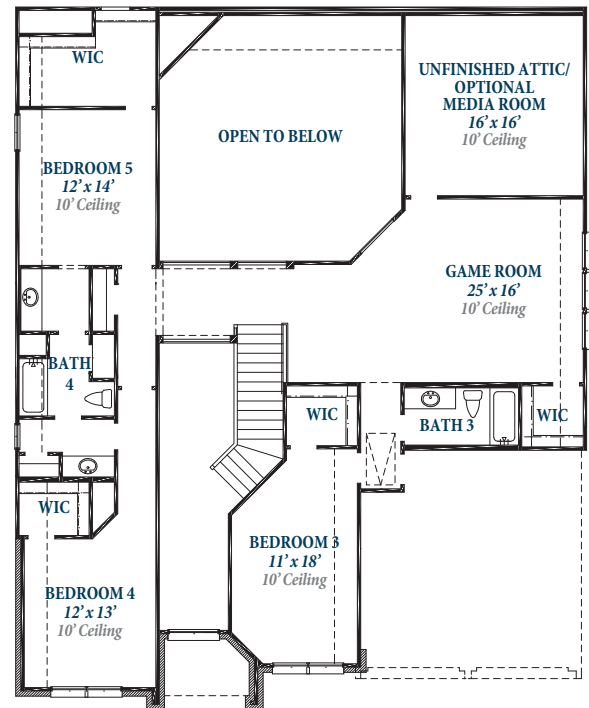 WIC
UNFINISHED ATTIC/
OPTIONAL
MEDIA ROOM
16' x 16'
10' Ceiling
OPEN TO BELOW
BEDROOM 5
12' x 14'
10' Ceiling
GAME ROOM
25' x 16'
10' Ceiling
BATH
4
WIC
BATH 3
WIC
WIC
BEDROOM 3
11' x 18'
10' Ceiling
BEDROOM 4
12' x 13'
10' Ceiling